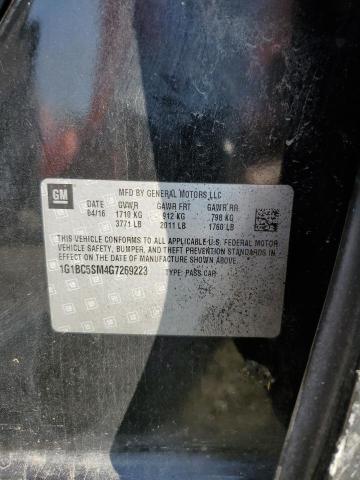 GM
MFD BY GENERAL MOTORS LLC
DATE GVWR GAWR FRT GAWR RR
04/16 1710 KG 912 KG 798 KG
3771 LB 2011 LB 1760 LB
THIS VEHICLE CONFORMS TO ALL APPLICABLE U.S. FEDERAL MOTOR
VEHICLE SAFETY, BUMPER, AND THEFT PREVENTION STANDARDS
IN EFFECT ON THE DATE OF MANUFACTURE SHOWN ABOVE.
1G1BC5SM4G7269223 TYPE: PASS CAR